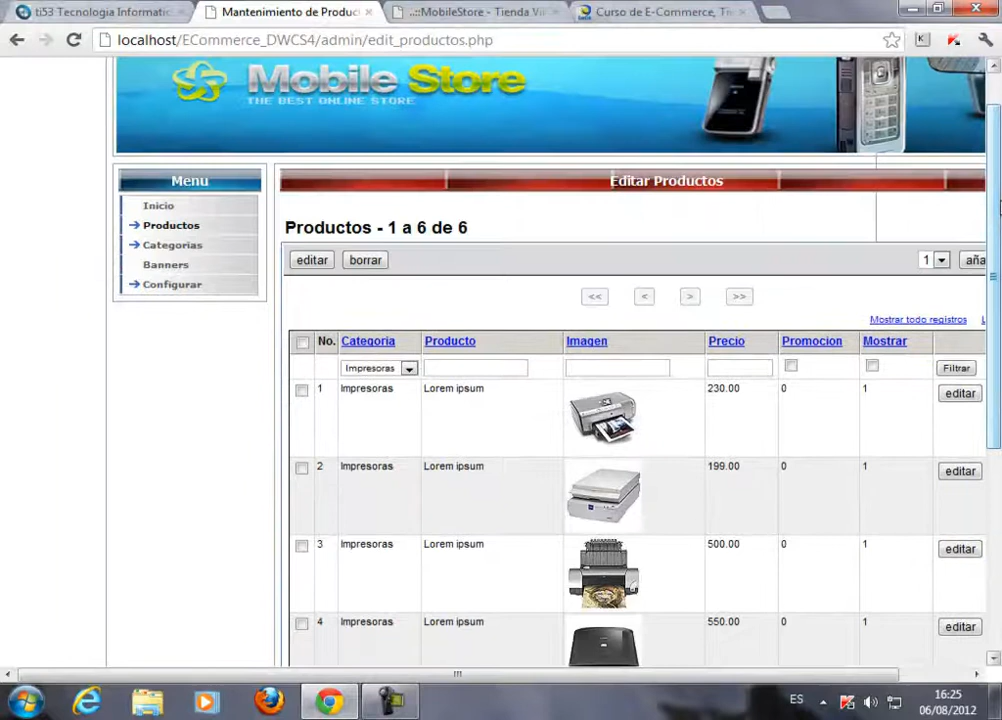 ti53 Tecnologia Informatic
Mantenimiento de Produc
..::MobileStore - Tienda Vi
Curso de E-Commerce, Ti
localhost/ECommerce_DWCS4/admin/edit_productos.php
Mobile Store
THE BEST ONLINE STORE
Menu
Inicio
Productos
Categorias
Banners
Configurar
Editar Productos
Productos - 1 a 6 de 6
editar borrar 1 aña
<< < > >>
Mostrar todo registros
No. Categoria Producto Imagen Precio Promocion Mostrar
Impresoras Filtrar
1 Impresoras Lorem ipsum 230.00 0 1 editar
2 Impresoras Lorem ipsum 199.00 0 1 editar
3 Impresoras Lorem ipsum 500.00 0 1 editar
4 Impresoras Lorem ipsum 550.00 0 1 editar
ES
16:25
06/08/2012